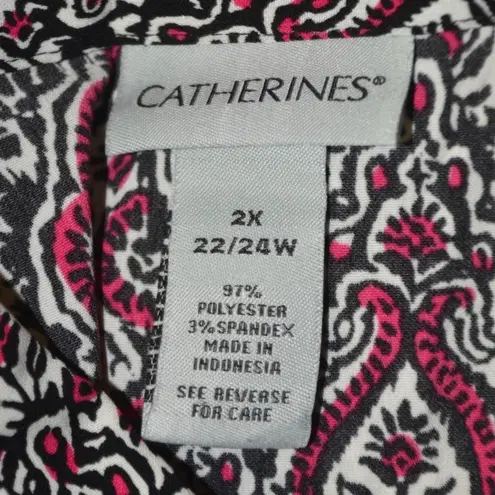 CATHERINES®
2X
22/24W
97%
POLYESTER
3% SPANDEX
MADE IN
INDONESIA
SEE REVERSE
FOR CARE